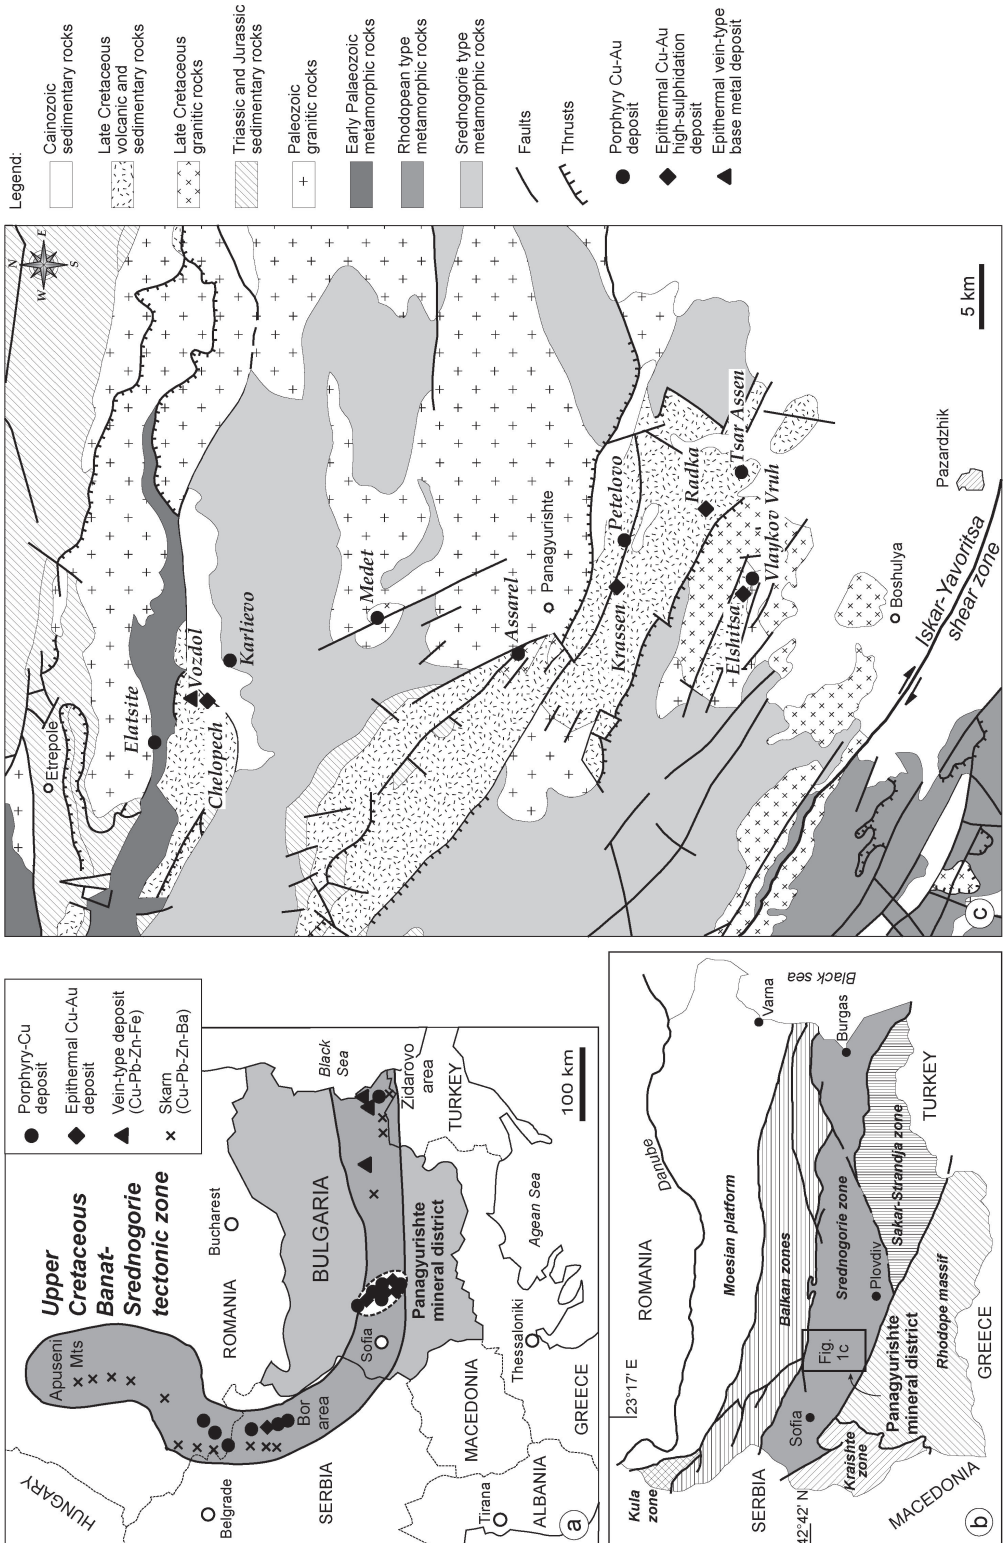 Upper
Cretaceous
Banat-
Srednogorie
tectonic zone
Porphyry-Cu
deposit
Epithermal Cu-Au
deposit
Vein-type deposit
(Cu-Pb-Zn-Fe)
Skarn
(Cu-Pb-Zn-Ba)
HUNGARY
Apuseni
Mts
Belgrade
ROMANIA
Bucharest
SERBIA
Bor
area
BULGARIA
Black
Sea
Sofia
Panagyurishte
mineral district
Zidarovo
area
TURKEY
MACEDONIA
Tirana
ALBANIA
Thessaloniki
GREECE
Agean Sea
100 km
a
Kula
zone
23°17' E
ROMANIA
Danube
Moesian platform
Varna
Black sea
SERBIA
Balkan zones
Burgas
Sofia
Fig.
1c
Srednogorie zone
Plovdiv
42°42' N
Kraishte
zone
Panagyurishte
mineral district
Sakar-Strandja zone
TURKEY
Rhodope massif
MACEDONIA
GREECE
b
N
W
E
S
Etrepole
Elatsite
Vozdol
Chelopech
Karlievo
Medet
Assarel
Panagyurishte
Krassen
Petelovo
Radka
Tsar Assen
Elshitsa
Vlaykov Vruh
Boshulya
Pazardzhik
Iskar-Yavoritsa
shear zone
5 km
c
Legend:
Cainozoic
sedimentary rocks
Late Cretaceous
volcanic and
sedimentary rocks
Late Cretaceous
granitic rocks
Triassic and Jurassic
sedimentary rocks
Paleozoic
granitic rocks
Early Palaeozoic
metamorphic rocks
Rhodopean type
metamorphic rocks
Srednogorie type
metamorphic rocks
Faults
Thrusts
Porphyry Cu-Au
deposit
Epithermal Cu-Au
high-sulphidation
deposit
Epithermal vein-type
base metal deposit